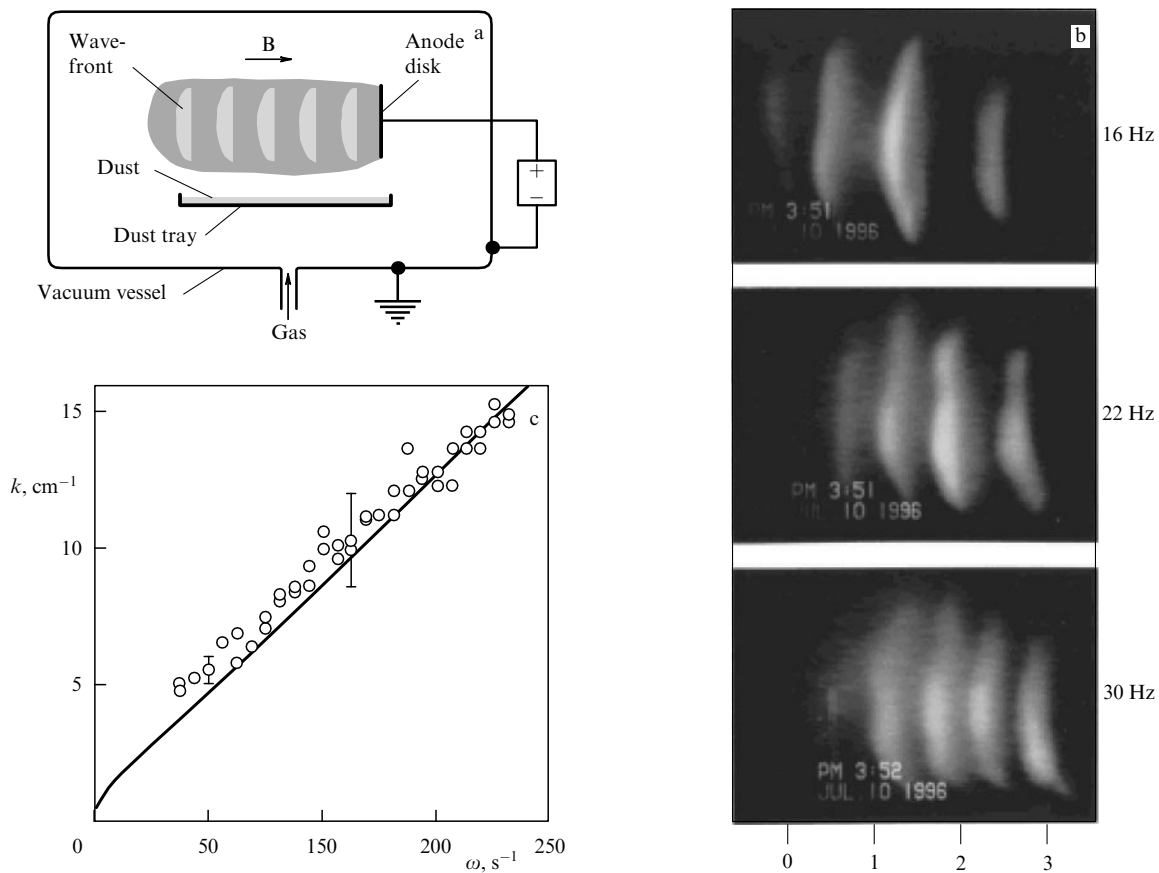 a
Wave-
front
B
Anode
disk
+
−
Dust
Dust tray
Vacuum vessel
Gas
b
16 Hz
PM 3:51
10 1996
22 Hz
PM 3:51
JUL 10 1996
30 Hz
PM 3:52
JUL 10 1996
0 1 2 3
c
k, cm⁻¹
15
10
5
0 50 150 200 250
ω, s⁻¹